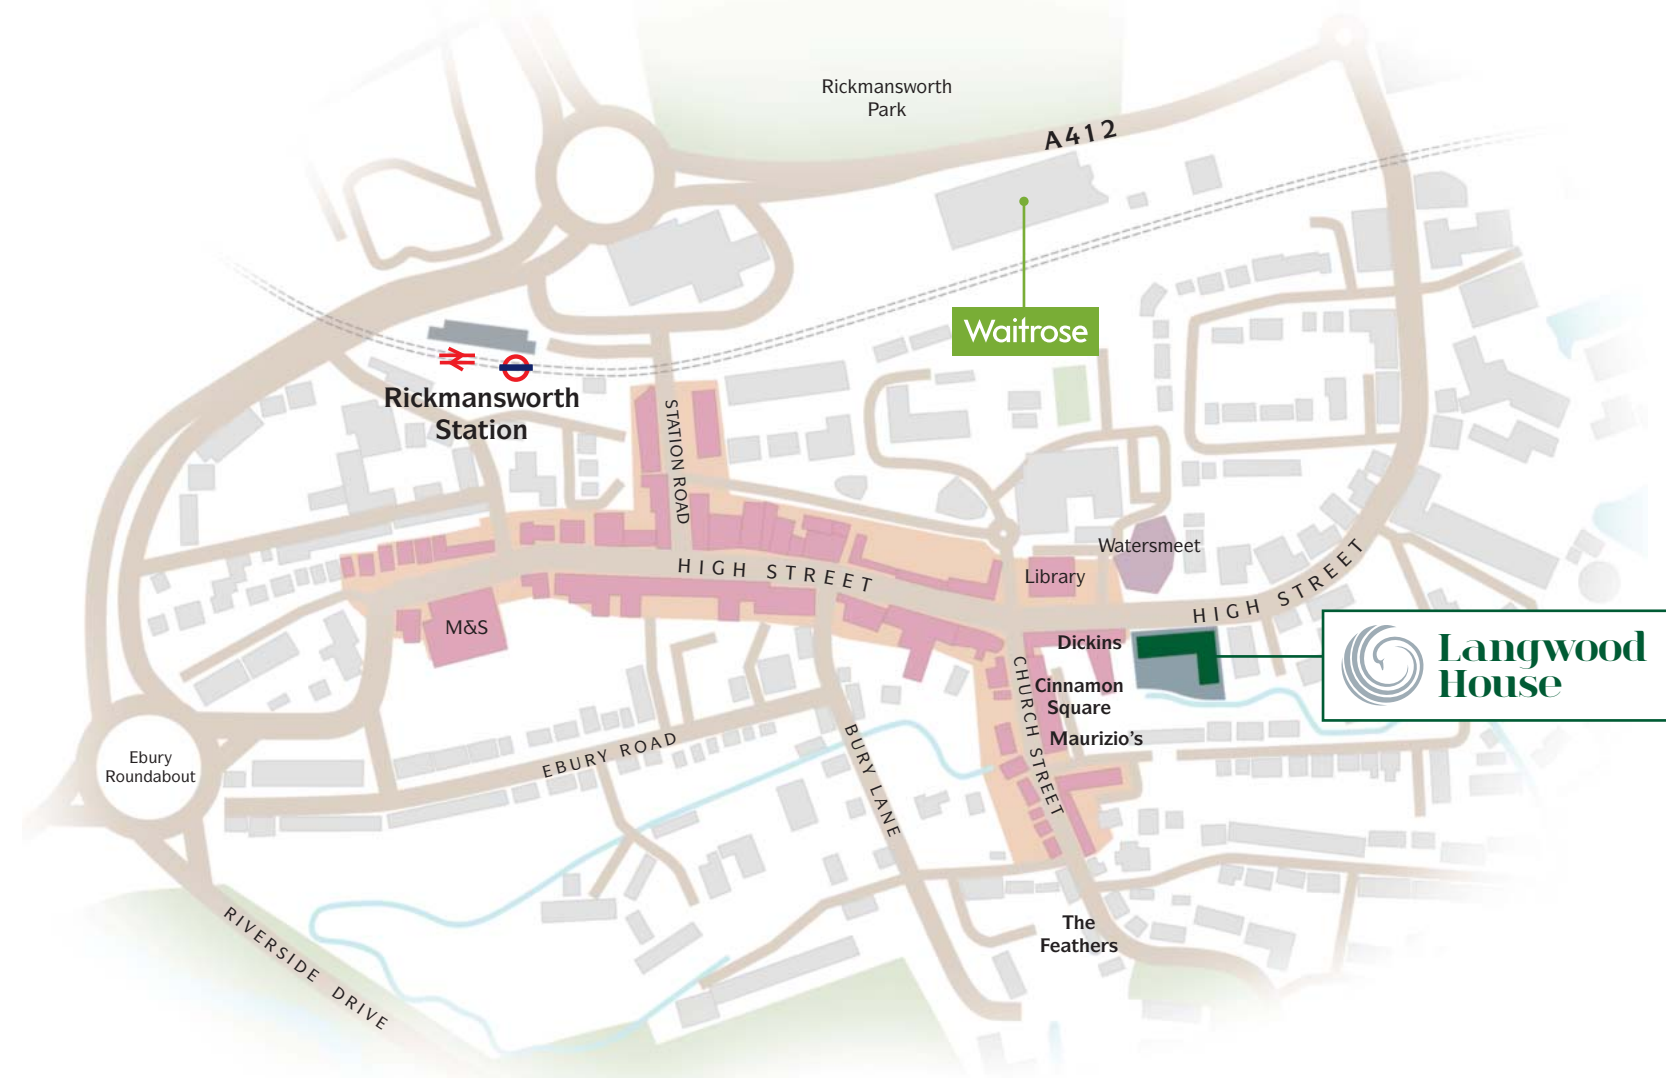 Rickmansworth
Park
A412
Waitrose
Rickmansworth
Station
STATION ROAD
HIGH STREET
Watersmeet
Library
HIGH STREET
M&S
Dickins
Langwood
House
CHURCH STREET
Cinnamon
Square
Maurizio's
EBURY ROAD
BURY LANE
Ebury
Roundabout
The
Feathers
RIVERSIDE DRIVE